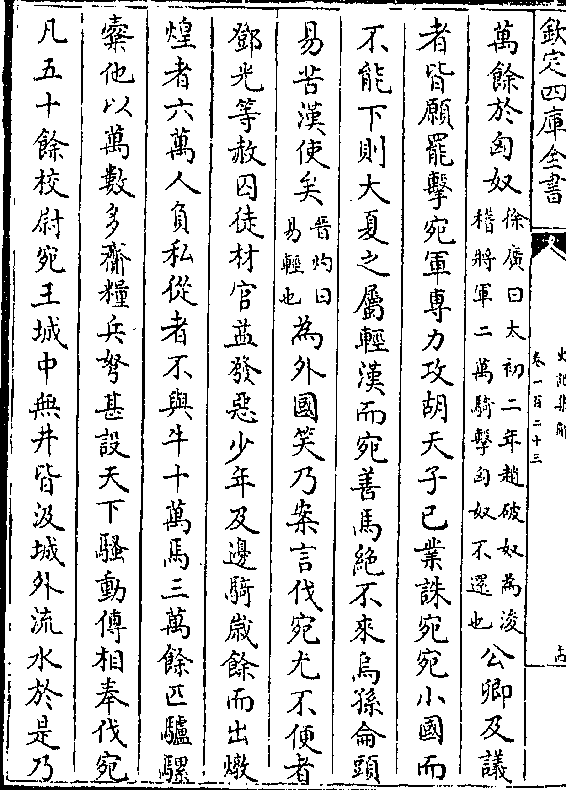 欽定四庫全書
史記集解
卷一百二十三
萬餘於匈奴徐廣曰太初二年趙破奴為浚稽將軍二萬騎擊匈奴不還也公卿及議
者皆願罷擊宛軍専力攻胡天子已業誅宛宛小國而
不能下則大夏之屬輕漢而宛善馬絶不來烏孫侖頭
易苦漢使矣晉灼曰易輕也為外國笑乃案言伐宛尤不便者
鄧光等赦囚徒材官益發惡少年及邊騎嵗餘而出燉
煌者六萬人負私從者不與牛十萬馬三萬餘匹驢騾
槖他以萬數多齎糧兵弩甚設天下騷動傳相奉伐宛
凡五十餘校尉宛王城中無井皆汲城外流水於是乃